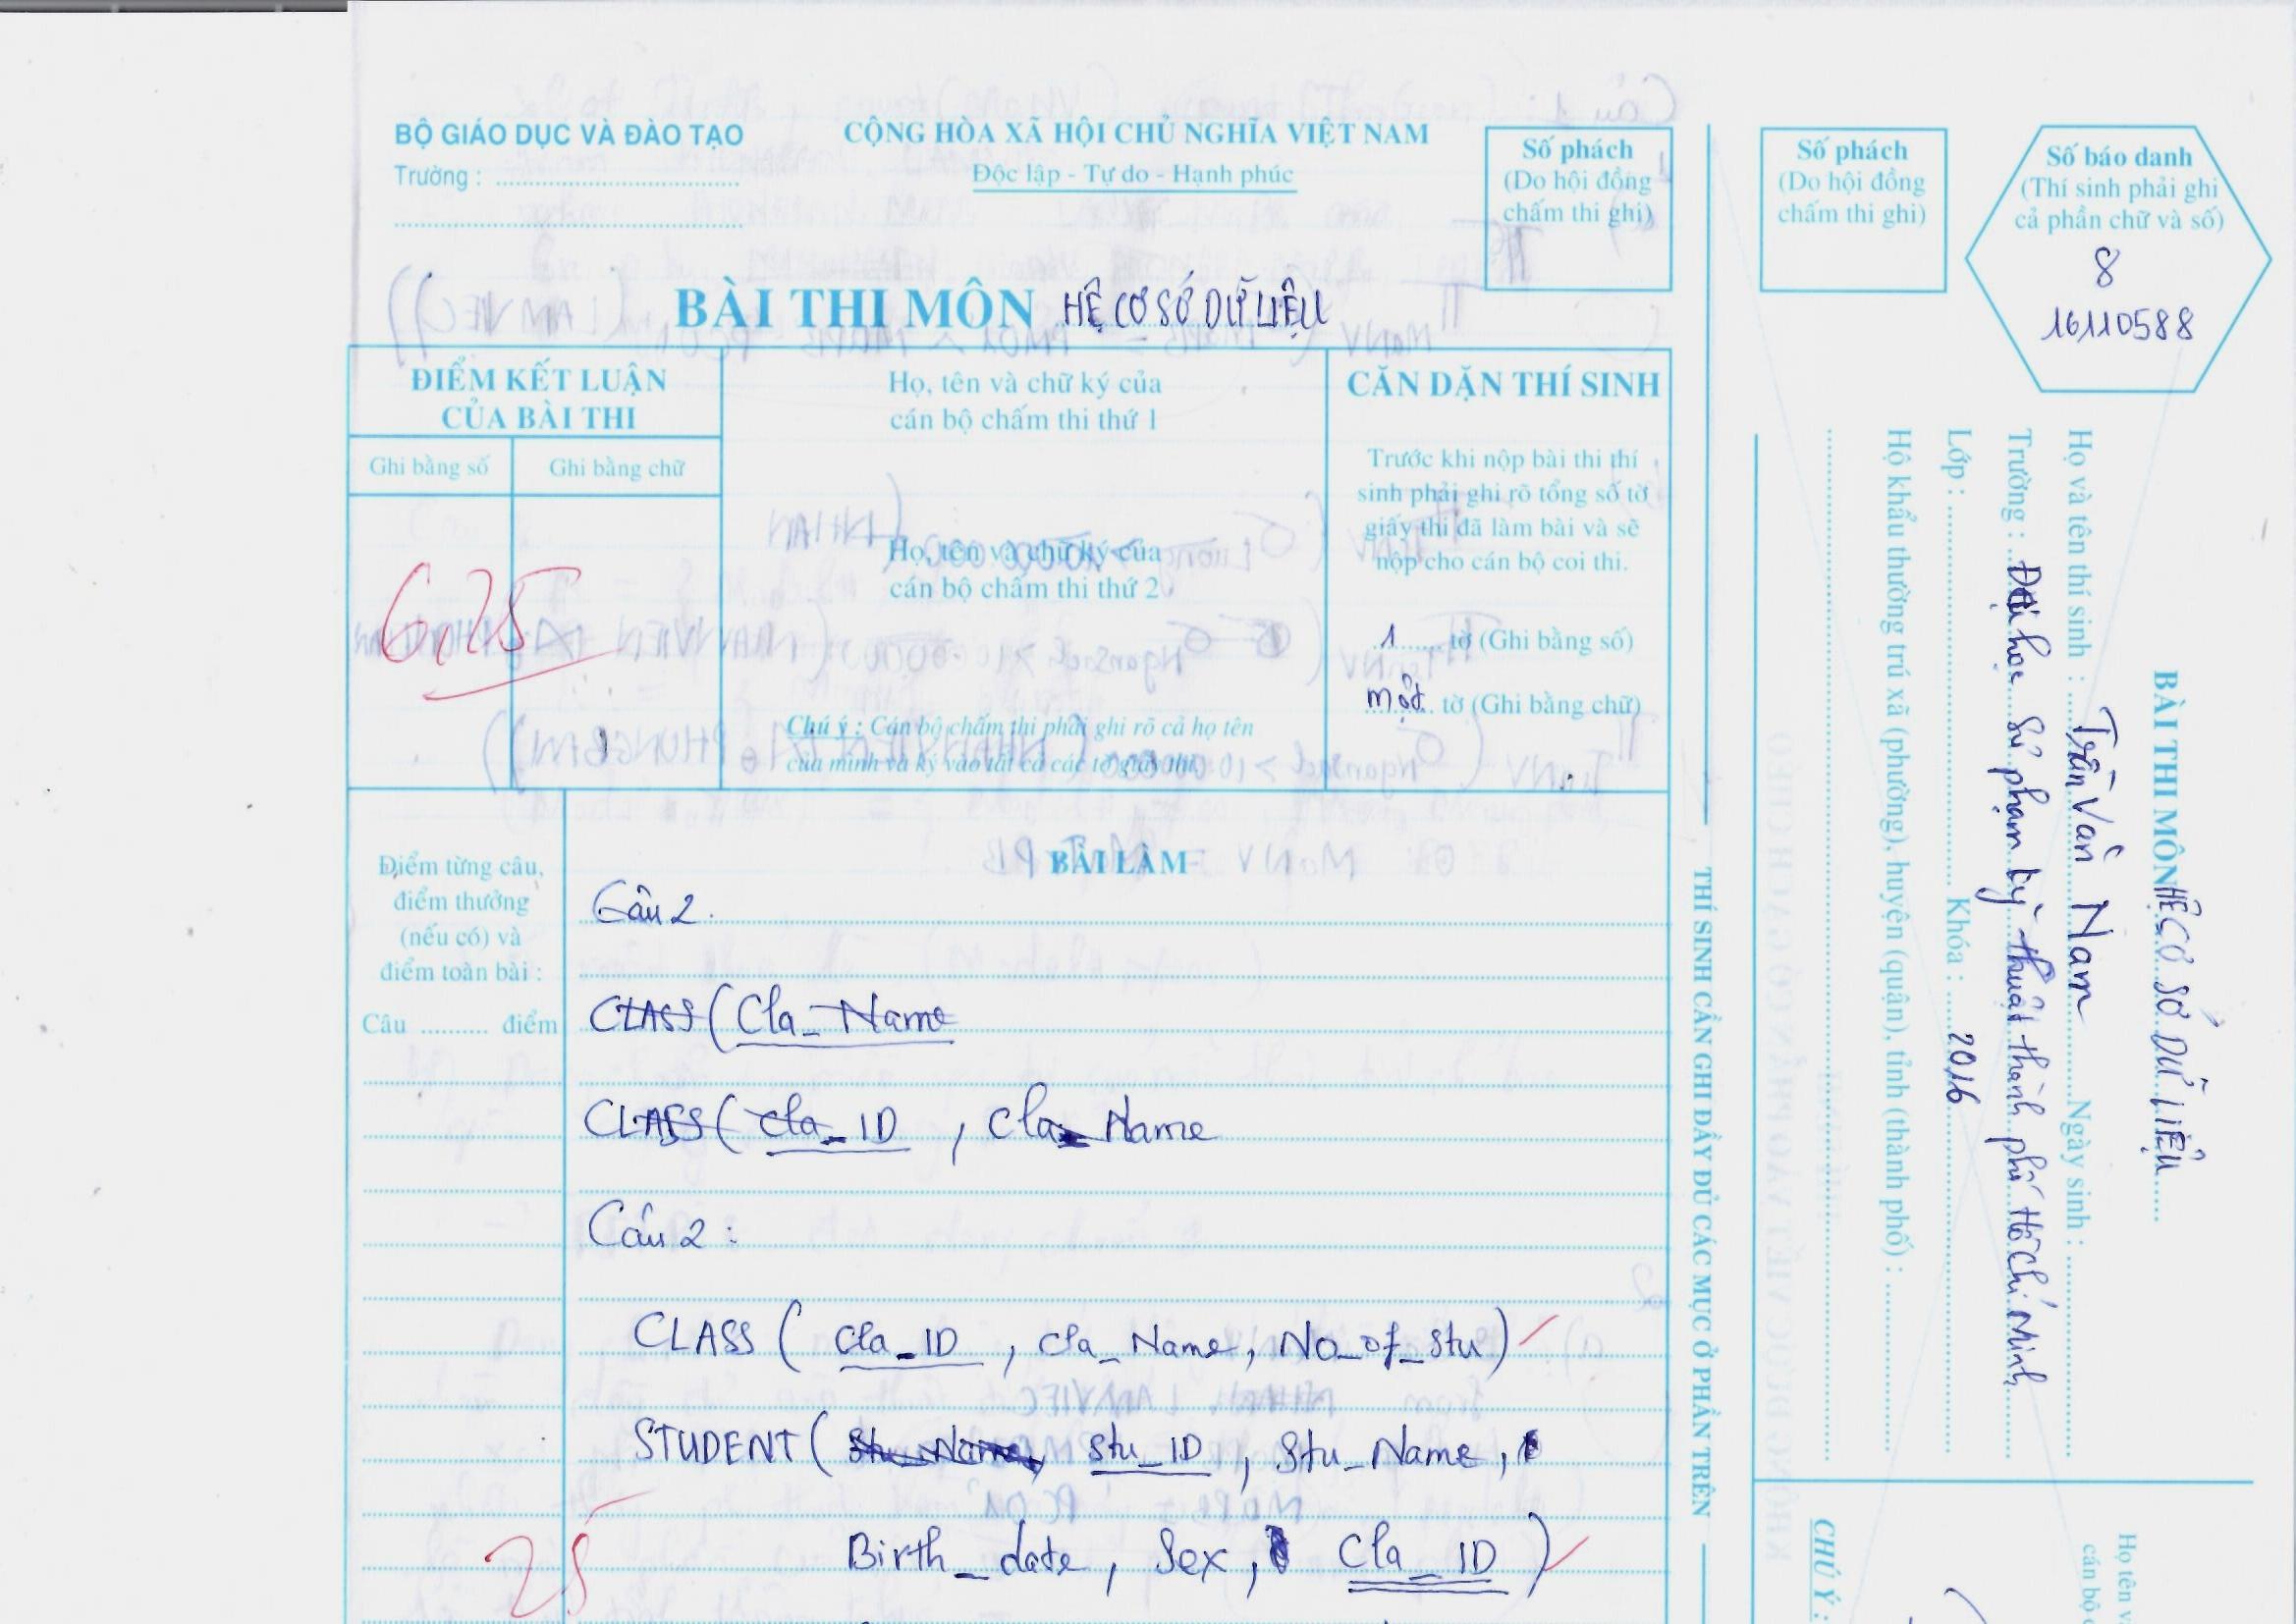 BỘ GIÁO DỤC VÀ ĐÀO TẠO
Trường :
CỘNG HÒA XÃ HỘI CHỦ NGHĨA VIỆT NAM
Độc lập - Tự do - Hạnh phúc
Số phách
(Do hội đồng
chấm thi ghi)
BÀI THI MÔN HỆ CƠ SỞ DỮ LIỆU
ĐIỂM KẾT LUẬN
CỦA BÀI THI
Ghi bằng số
Ghi bằng chữ
6,25
Họ, tên và chữ ký của
cán bộ chấm thi thứ 1
Họ, tên và chữ ký của
cán bộ chấm thi thứ 2
Chú ý : Cán bộ chấm thi phải ghi rõ cả họ tên
của mình và ký vào tất cả các tờ giấy thi.
CĂN DẶN THÍ SINH
Trước khi nộp bài thi thí
sinh phải ghi rõ tổng số tờ
giấy thi đã làm bài và sẽ
nộp cho cán bộ coi thi.
1 tờ (Ghi bằng số)
một tờ (Ghi bằng chữ)
Điểm từng câu,
điểm thưởng
(nếu có) và
điểm toàn bài :
Câu .......... điểm
BÀI LÀM
Câu 2.
CLASS (Cla_Name
CLASS (Cla_ID , Cla_Name
Câu 2 :
CLASS ( Cla_ID , Cla_Name, No_of_stu)
STUDENT ( Stu_Name, Stu_ID , Stu_Name,
Birth_date, Sex, Cla_ID )
25
THÍ SINH CẦN GHI ĐẦY ĐỦ CÁC MỤC Ở PHẦN TRÊN
Số phách
(Do hội đồng
chấm thi ghi)
Số báo danh
(Thí sinh phải ghi
cả phần chữ và số)
8
16110588
BÀI THI MÔN HỆ CƠ SỞ DỮ LIỆU
Họ và tên thí sinh : Trần Văn Nam Ngày sinh :
Trường : Đại học Sư phạm kỹ thuật thành phố Hồ Chí Minh
Lớp : Khóa : 2016
Hộ khẩu thường trú xã (phường), huyện (quận), tỉnh (thành phố) :
CHÚ Ý :
Họ tên
cán bộ